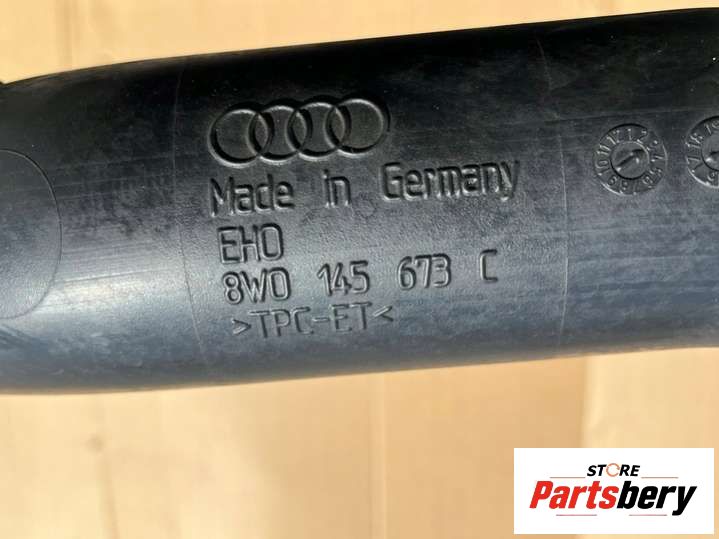 Made in Germany
EHO
8W0 145 673 C
>TPC-ET<
STORE
Partsbery